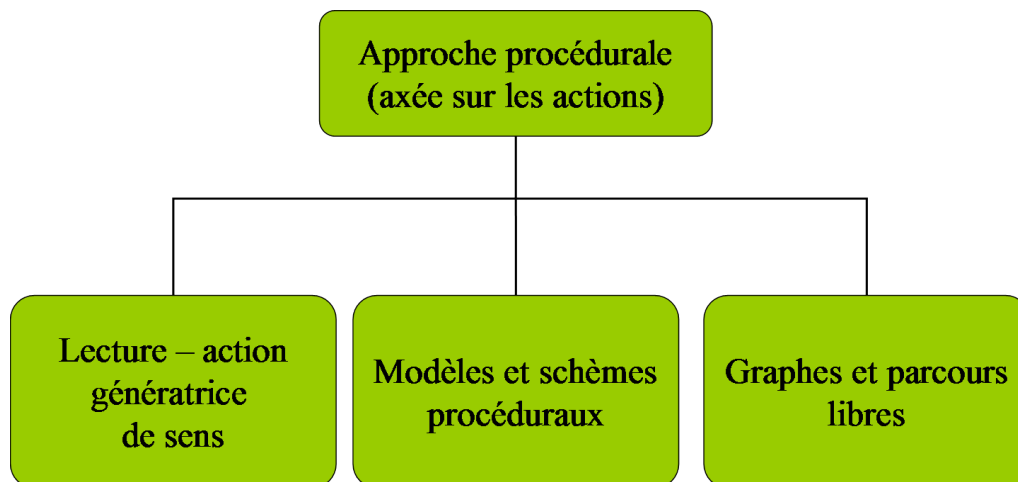 Approche procédurale
(axée sur les actions)
Lecture – action
génératrice
de sens
Modèles et schèmes
procéduraux
Graphes et parcours
libres